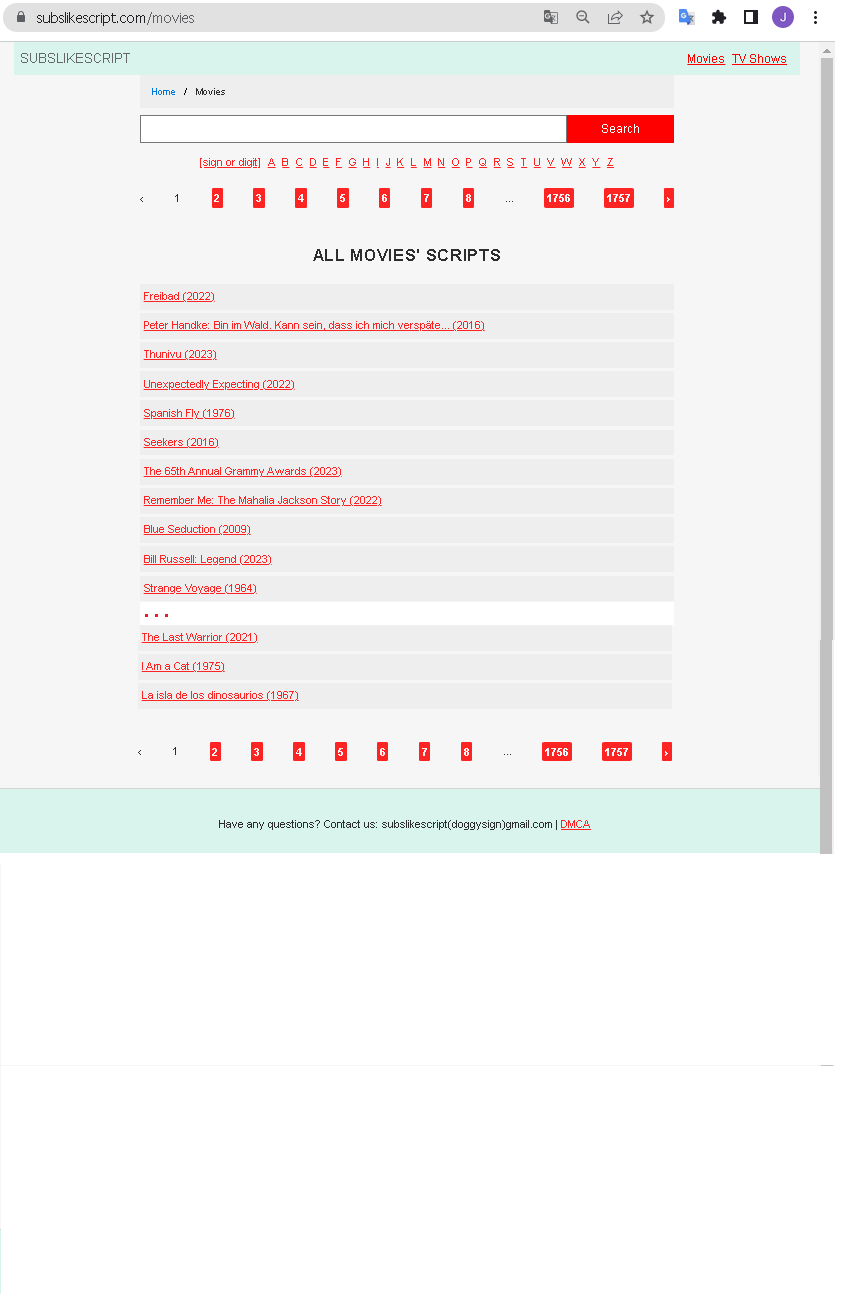 subslikescript.com/movies
J
SUBSLIKESCRIPT Movies TV Shows
Home / Movies
Search
[sign or digit] A B C D E F G H I J K L M N O P Q R S T U V W X Y Z
‹ 1 2 3 4 5 6 7 8 ... 1756 1757 ›
ALL MOVIES' SCRIPTS
Freibad (2022)
Peter Handke: Bin im Wald. Kann sein, dass ich mich verspäte... (2016)
Thunivu (2023)
Unexpectedly Expecting (2022)
Spanish Fly (1976)
Seekers (2016)
The 65th Annual Grammy Awards (2023)
Remember Me: The Mahalia Jackson Story (2022)
Blue Seduction (2009)
Bill Russell: Legend (2023)
Strange Voyage (1964)
...
The Last Warrior (2021)
I Am a Cat (1975)
La isla de los dinosaurios (1967)
‹ 1 2 3 4 5 6 7 8 ... 1756 1757 ›
Have any questions? Contact us: subslikescript(doggysign)gmail.com | DMCA